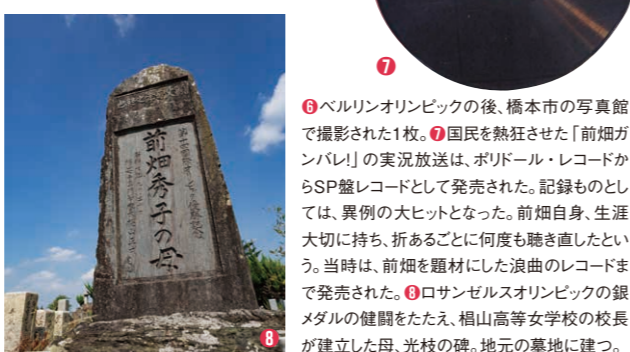 ❼
❻ベルリンオリンピックの後、橋本市の写真館
で撮影された1枚。❼国民を熱狂させた「前畑ガ
ンバレ!」の実況放送は、ポリドール・レコードか
らSP盤レコードとして発売された。記録ものとし
ては、異例の大ヒットとなった。前畑自身、生涯
大切に持ち、折あるごとに何度も聴き直したとい
う。当時は、前畑を題材にした浪曲のレコードま
で発売された。❽ロサンゼルスオリンピックの銀
メダルの健闘をたたえ、椙山高等女学校の校長
が建立した母、光枝の碑。地元の墓地に建つ。
前畑秀子の母
❽